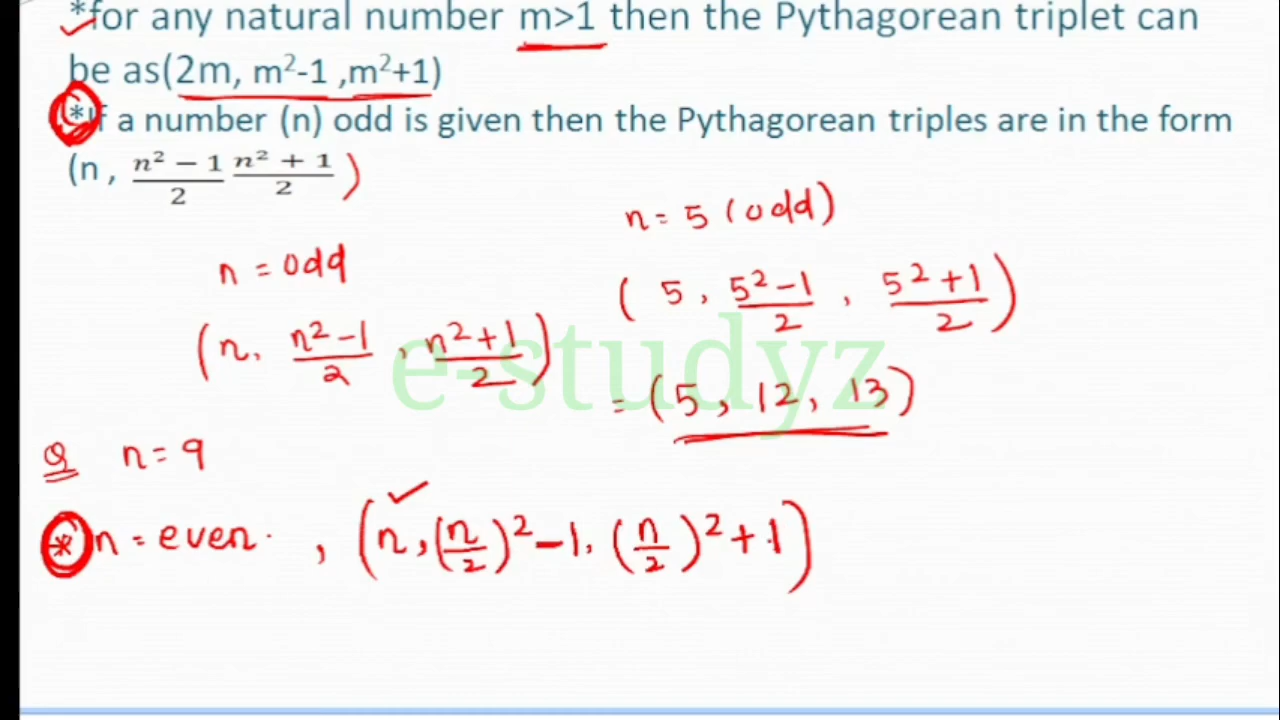 *for any natural number m>1 then the Pythagorean triplet can
be as(2m, m²-1 ,m²+1)
*If a number (n) odd is given then the Pythagorean triples are in the form
(n , n² − 1/2 n² + 1/2 )
n = 5 (odd)
n = odd
( 5 , 5²-1/2 , 5²+1/2 )
(n, n²-1/2 , n²+1/2 )
e-studyz
= (5, 12, 13)
Q n = 9
* n = even. , (n, (n/2)²-1, (n/2)²+1)